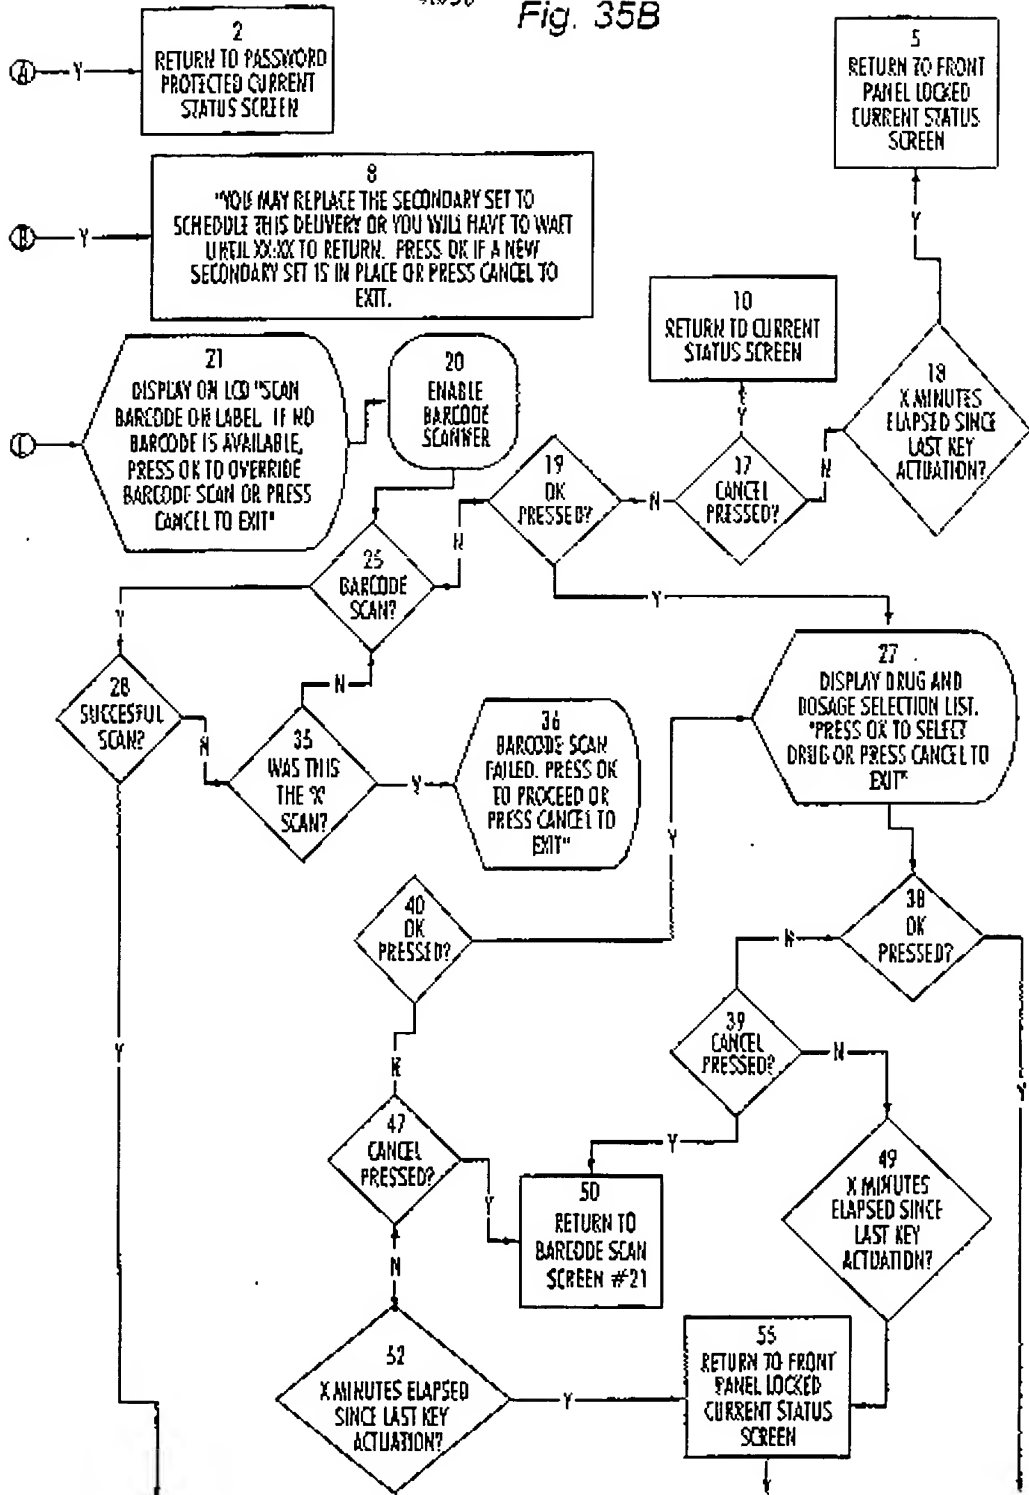 Fig. 35B
2
RETURN TO PASSWORD
PROTECTED CURRENT
STATUS SCREEN
A
Y
5
RETURN TO FRONT
PANEL LOCKED
CURRENT STATUS
SCREEN
Y
8
"YOU MAY REPLACE THE SECONDARY SET TO
SCHEDULE THIS DELIVERY OR YOU WILL HAVE TO WAIT
UNTIL XX:XX TO RETURN. PRESS OK IF A NEW
SECONDARY SET IS IN PLACE OR PRESS CANCEL TO
EXIT.
B
Y
10
RETURN TO CURRENT
STATUS SCREEN
Y
21
DISPLAY ON LCD "SCAN
BARCODE ON LABEL. IF NO
BARCODE IS AVAILABLE,
PRESS OK TO OVERRIDE
BARCODE SCAN OR PRESS
CANCEL TO EXIT"
C
20
ENABLE
BARCODE
SCANNER
18
X MINUTES
ELAPSED SINCE
LAST KEY
ACTUATION?
19
OK
PRESSED?
N
17
CANCEL
PRESSED?
N
25
BARCODE
SCAN?
N
Y
Y
28
SUCCESFUL
SCAN?
N
N
35
WAS THIS
THE 'X'
SCAN?
Y
36
BARCODE SCAN
FAILED. PRESS OK
TO PROCEED OR
PRESS CANCEL TO
EXIT"
27
DISPLAY DRUG AND
DOSAGE SELECTION LIST.
"PRESS OK TO SELECT
DRUG OR PRESS CANCEL TO
EXIT"
Y
40
OK
PRESSED?
38
OK
PRESSED?
N
39
CANCEL
PRESSED?
N
Y
Y
N
47
CANCEL
PRESSED?
Y
Y
50
RETURN TO
BARCODE SCAN
SCREEN #21
49
X MINUTES
ELAPSED SINCE
LAST KEY
ACTUATION?
N
52
X MINUTES ELAPSED
SINCE LAST KEY
ACTUATION?
Y
55
RETURN TO FRONT
PANEL LOCKED
CURRENT STATUS
SCREEN